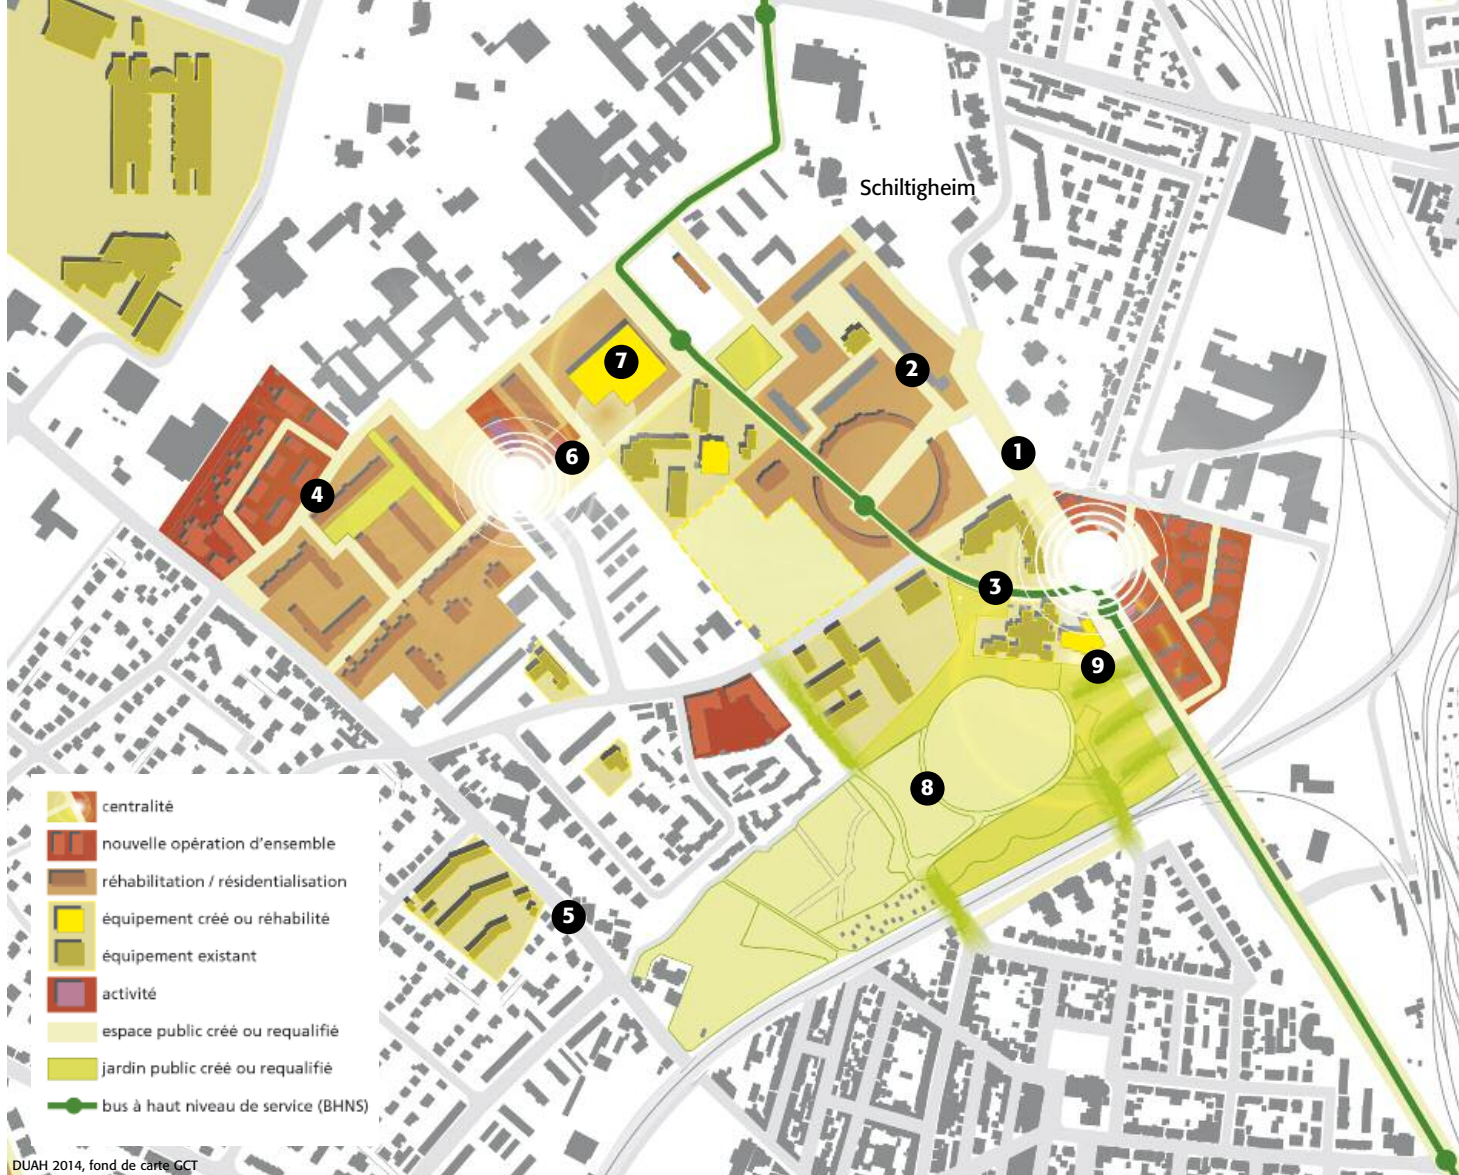 Schiltigheim
7
2
6
1
4
3
9
8
5
centralité
nouvelle opération d'ensemble
réhabilitation / résidentialisation
équipement créé ou réhabilité
équipement existant
activité
espace public créé ou requalifié
jardin public créé ou requalifié
bus à haut niveau de service (BHNS)
DUAH 2014, fond de carte GCT